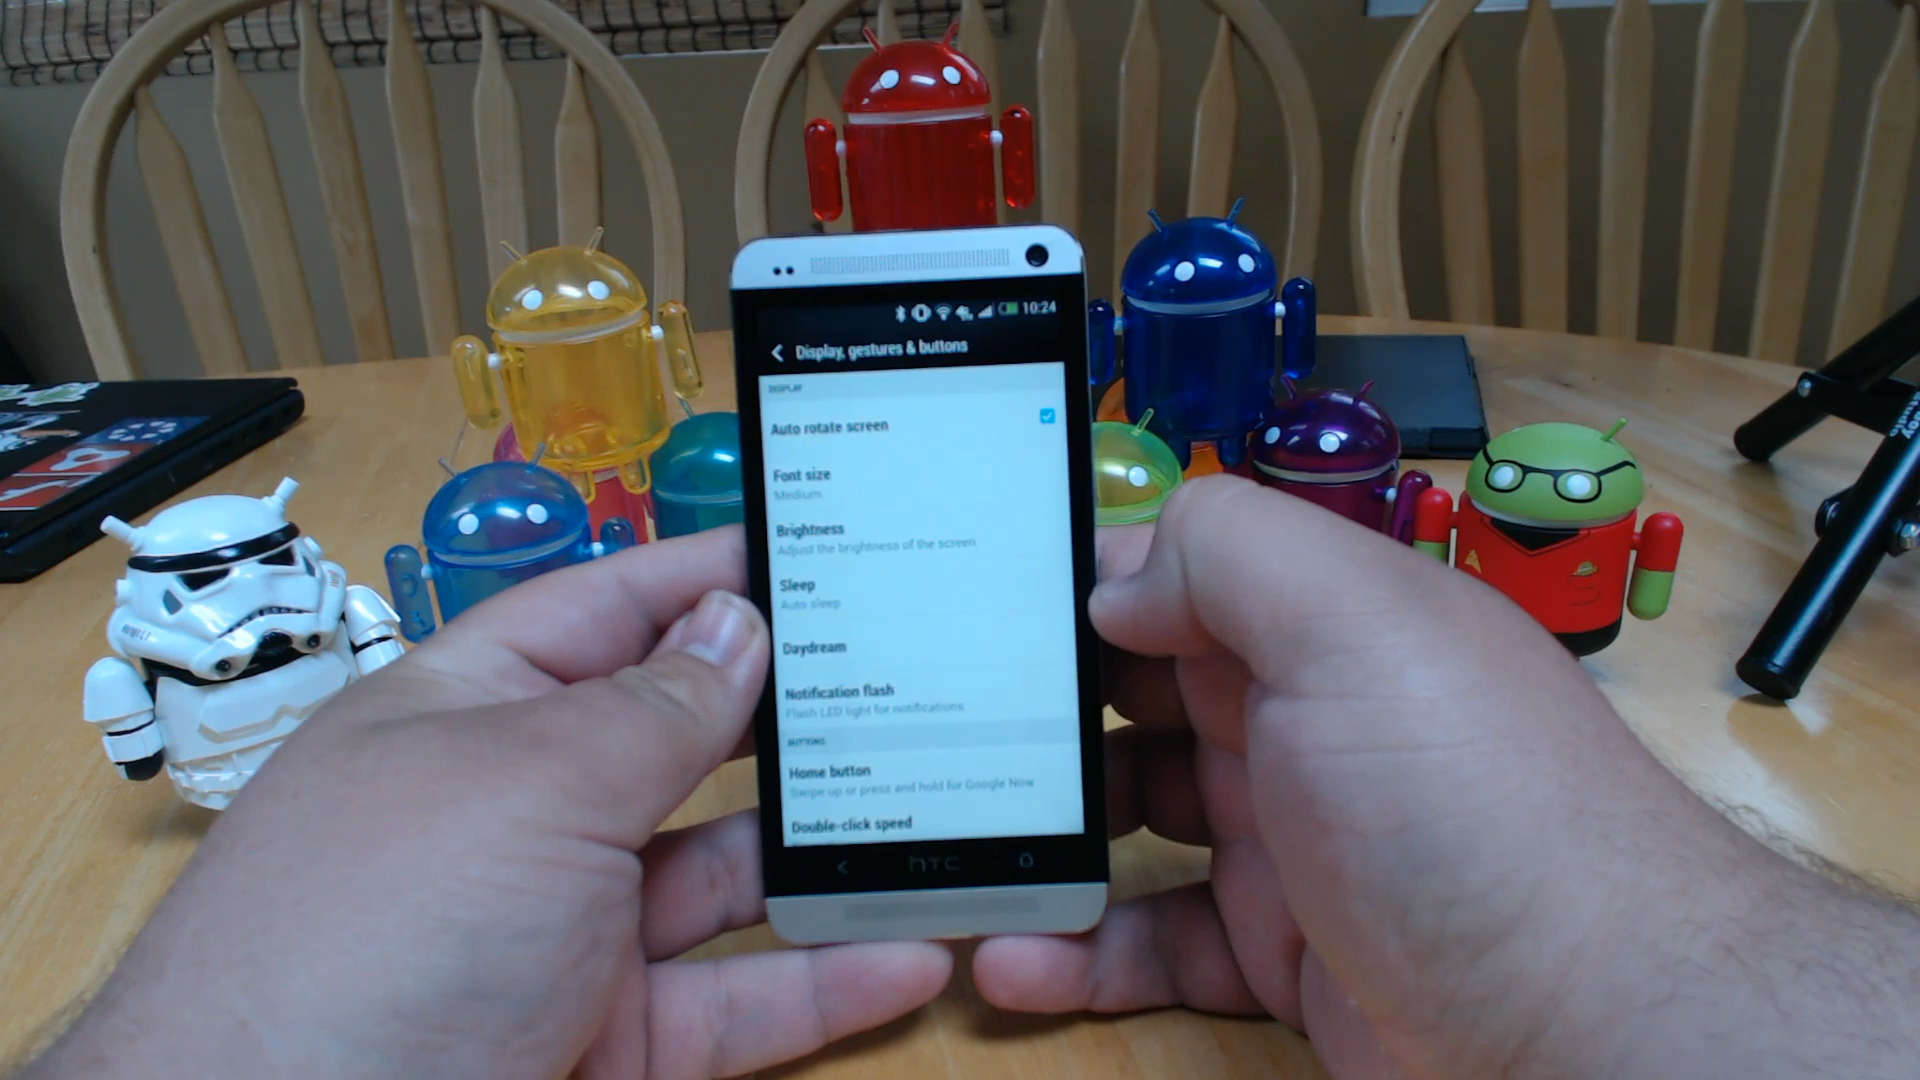 4G
10:24
Display, gestures & buttons
DISPLAY
Auto rotate screen
Font size
Medium
Brightness
Adjust the brightness of the screen
Sleep
Auto sleep
Daydream
Notification flash
Flash LED light for notifications
BUTTONS
Home button
Swipe up or press and hold for Google Now
Double-click speed
hTC